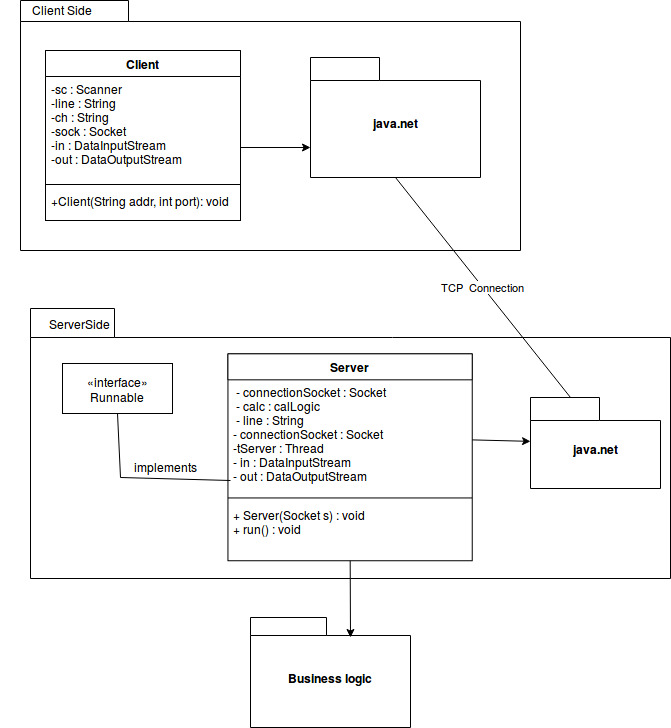 Client Side
Client
-sc : Scanner
-line : String
-ch : String
-sock : Socket
-in : DataInputStream
-out : DataOutputStream
+Client(String addr, int port): void
java.net
TCP Connection
ServerSide
«interface»
Runnable
implements
Server
- connectionSocket : Socket
- calc : calLogic
- line : String
- connectionSocket : Socket
-tServer : Thread
- in : DataInputStream
- out : DataOutputStream
+ Server(Socket s) : void
+ run() : void
java.net
Business logic